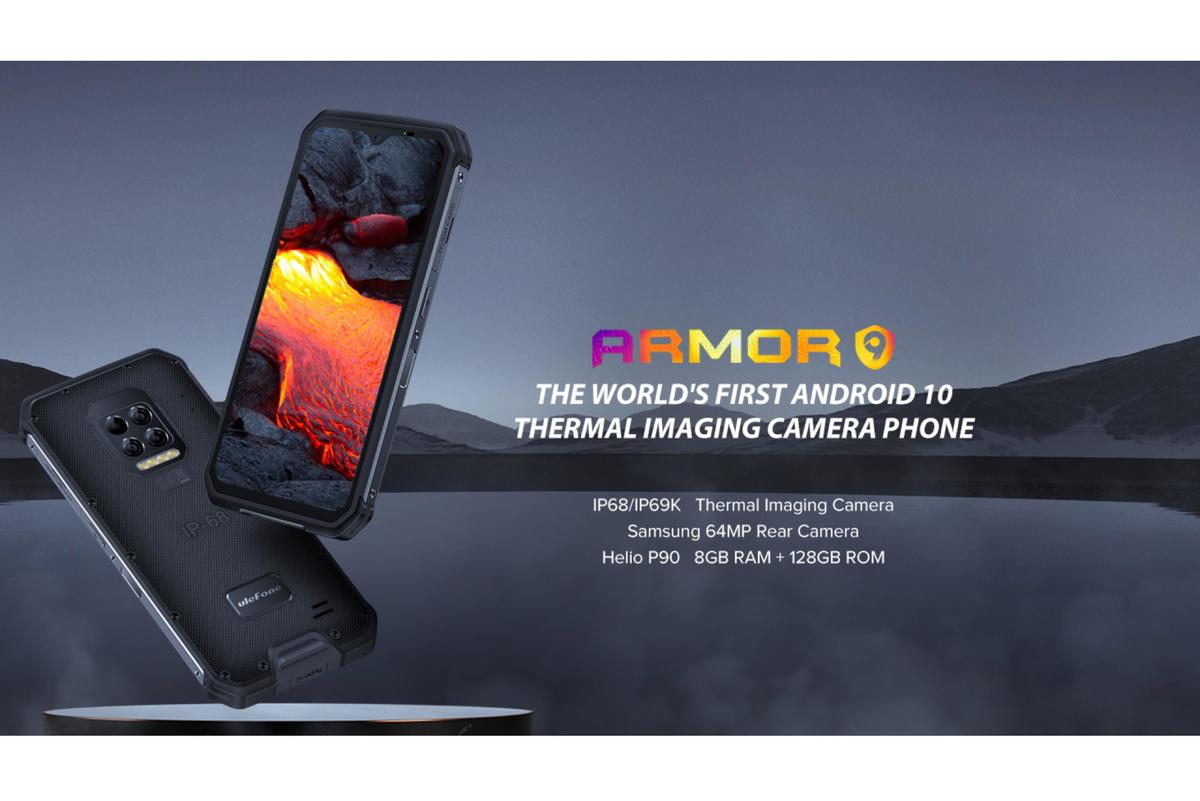 ARMOR 9
THE WORLD'S FIRST ANDROID 10
THERMAL IMAGING CAMERA PHONE
IP68/IP69K Thermal Imaging Camera
Samsung 64MP Rear Camera
Helio P90 8GB RAM + 128GB ROM
IP-68
uleFone
Type-C